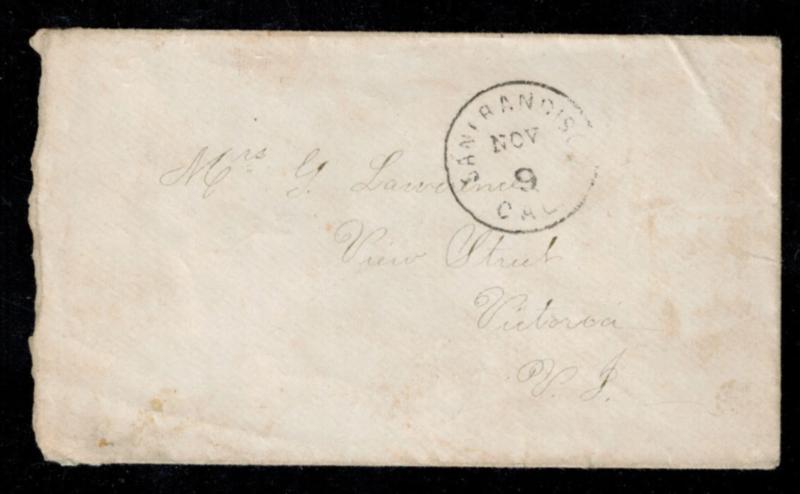 SAN FRANCISCO
NOV
9
CAL
Mrs G. Lawrence
View Street
Victoria
V. I.